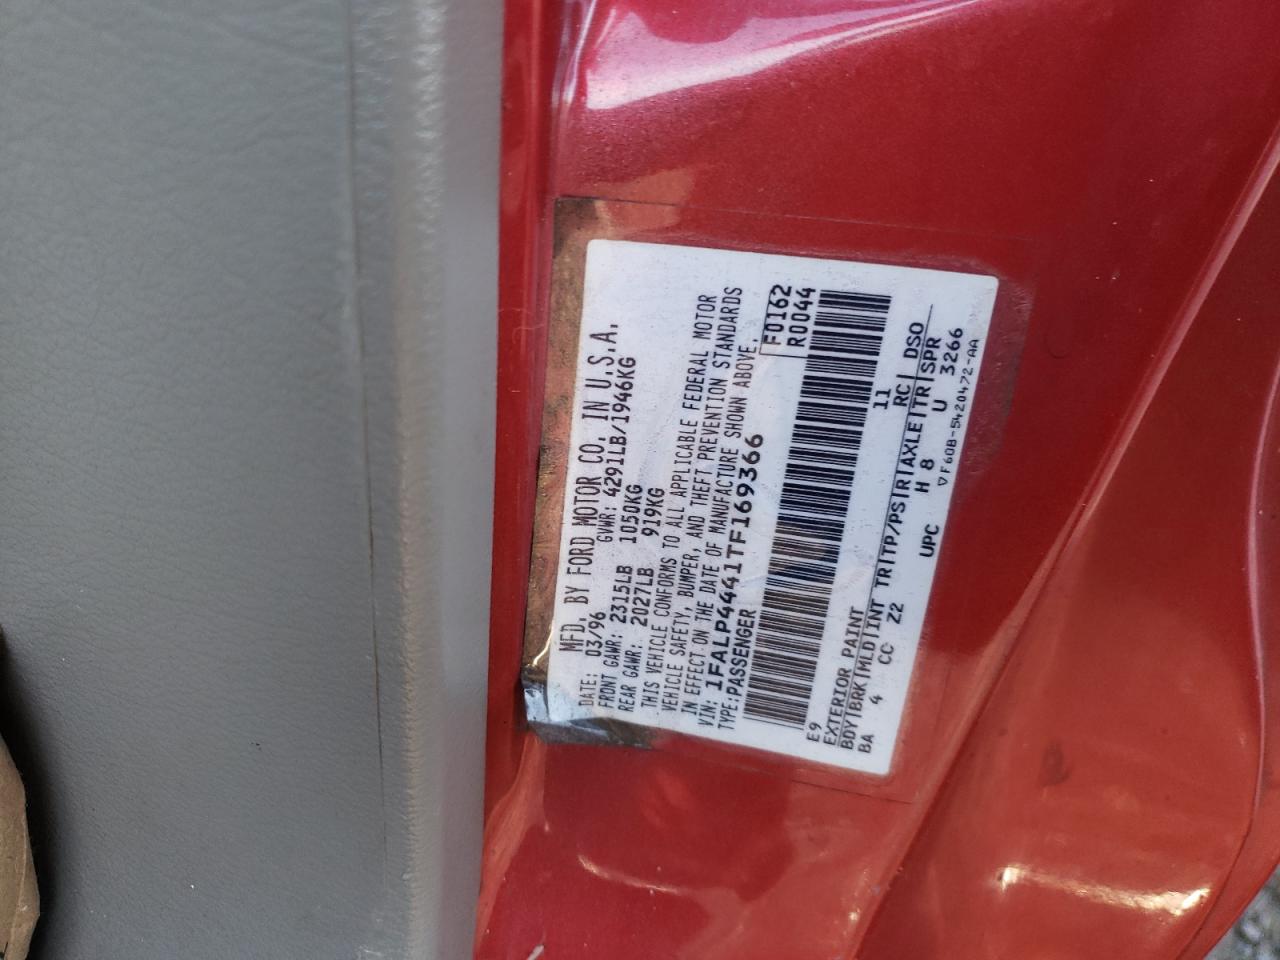 MFD. BY FORD MOTOR CO. IN U.S.A.
DATE: 03/96 GVWR: 4291LB/1946KG
FRONT GAWR: 2315LB 1050KG
REAR GAWR: 2027LB 919KG
THIS VEHICLE CONFORMS TO ALL APPLICABLE FEDERAL MOTOR
VEHICLE SAFETY, BUMPER, AND THEFT PREVENTION STANDARDS
IN EFFECT ON THE DATE OF MANUFACTURE SHOWN ABOVE.
VIN: 1FALP4441TF169366
TYPE: PASSENGER
F0162
R0044
E9 11
EXTERIOR PAINT RC DSO
BDY BRK MLD INT TR TP/PS R AXLE TR SPR
BA 4 CC Z2 H 8 U 3266
UPC
▽F60B-5420472-AA